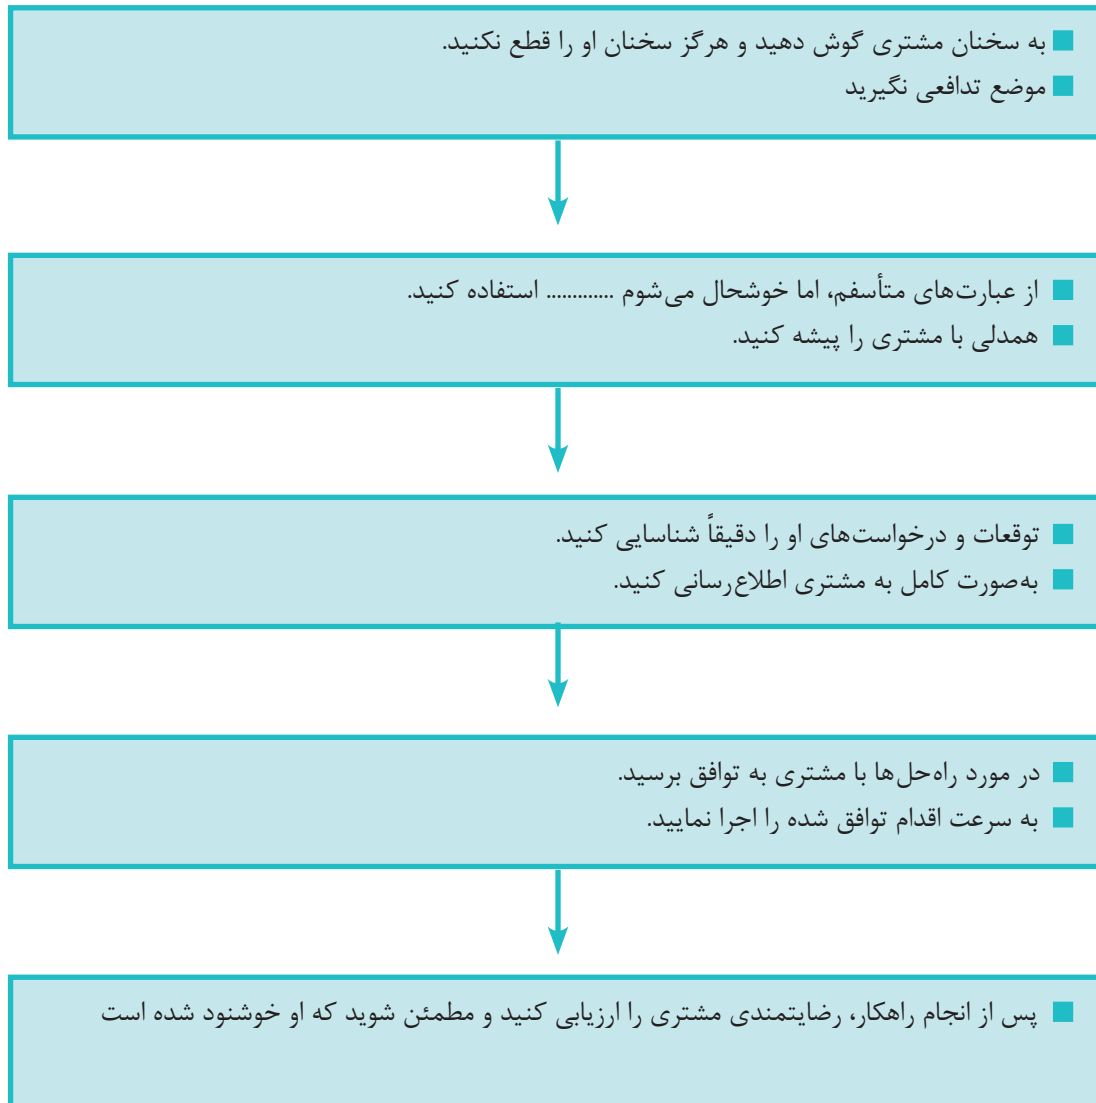 ■ به سخنان مشتری گوش دهید و هرگز سخنان او را قطع نکنید.
■ موضع تدافعی نگیرید
■ از عبارت‌های متأسفم، اما خوشحال می‌شوم ............. استفاده کنید.
■ همدلی با مشتری را پیشه کنید.
■ توقعات و درخواست‌های او را دقیقاً شناسایی کنید.
■ به‌صورت کامل به مشتری اطلاع‌رسانی کنید.
■ در مورد راه‌حل‌ها با مشتری به توافق برسید.
■ به سرعت اقدام توافق شده را اجرا نمایید.
■ پس از انجام راهکار، رضایتمندی مشتری را ارزیابی کنید و مطمئن شوید که او خوشنود شده است